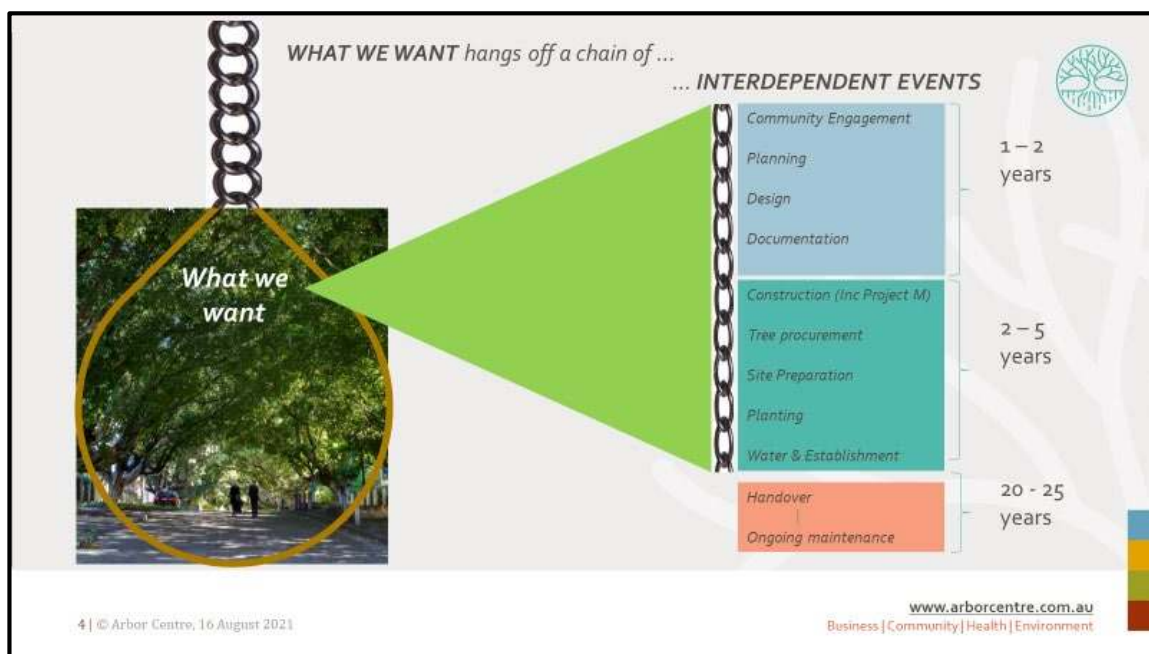 WHAT WE WANT hangs off a chain of ...
... INTERDEPENDENT EVENTS
What we
want
Community Engagement
Planning
Design
Documentation
1 – 2
years
Construction (Inc Project M)
Tree procurement
Site Preparation
Planting
Water & Establishment
2 – 5
years
Handover
Ongoing maintenance
20 - 25
years
4 | © Arbor Centre, 16 August 2021
www.arborcentre.com.au
Business | Community | Health | Environment